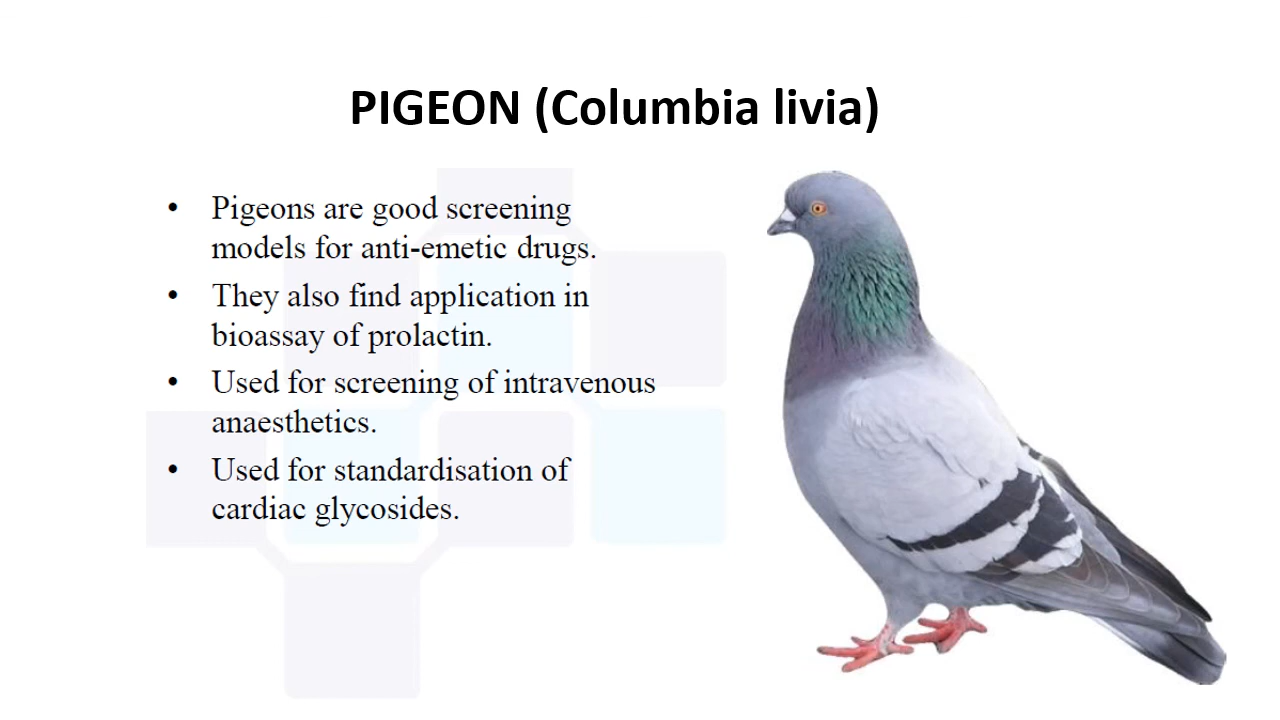 PIGEON (Columbia livia)
• Pigeons are good screening
models for anti-emetic drugs.
• They also find application in
bioassay of prolactin.
• Used for screening of intravenous
anaesthetics.
• Used for standardisation of
cardiac glycosides.